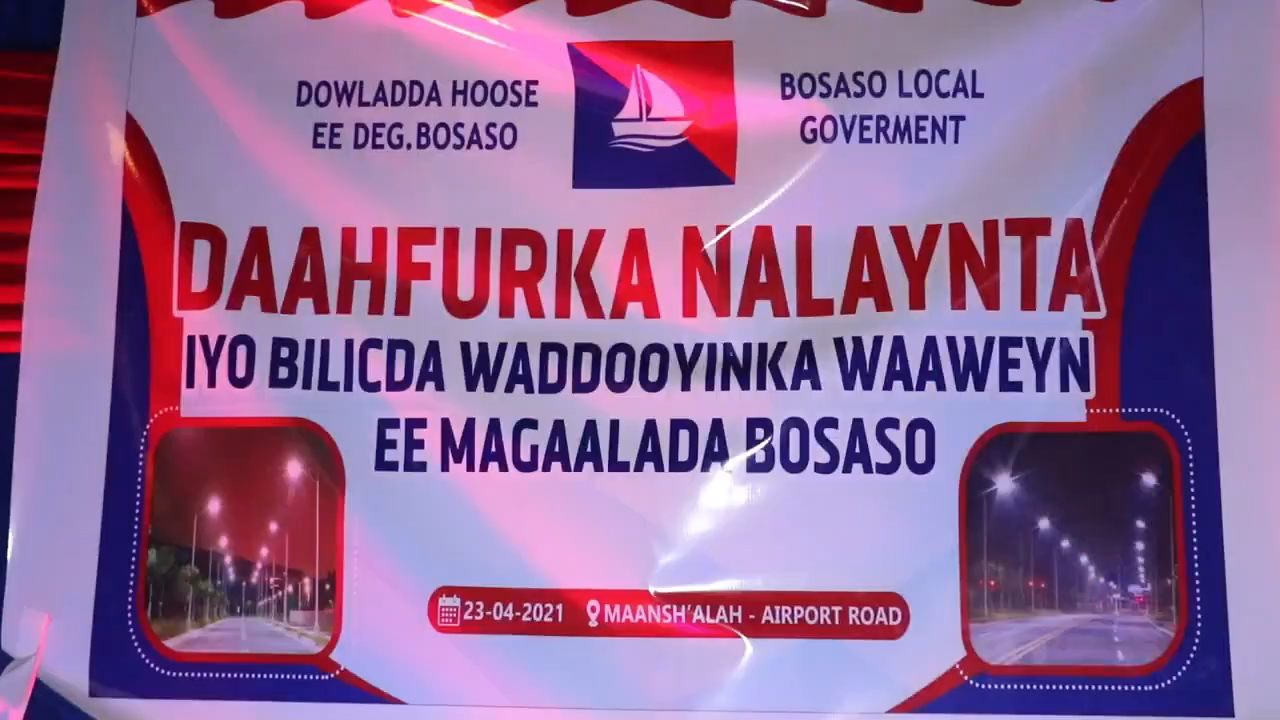 DOWLADDA HOOSE
EE DEG.BOSASO
BOSASO LOCAL
GOVERMENT
DAAHFURKA NALAYNTA
IYO BILICDA WADDOOYINKA WAAWEYN
EE MAGAALADA BOSASO
23-04-2021 MAANSH'ALAH - AIRPORT ROAD